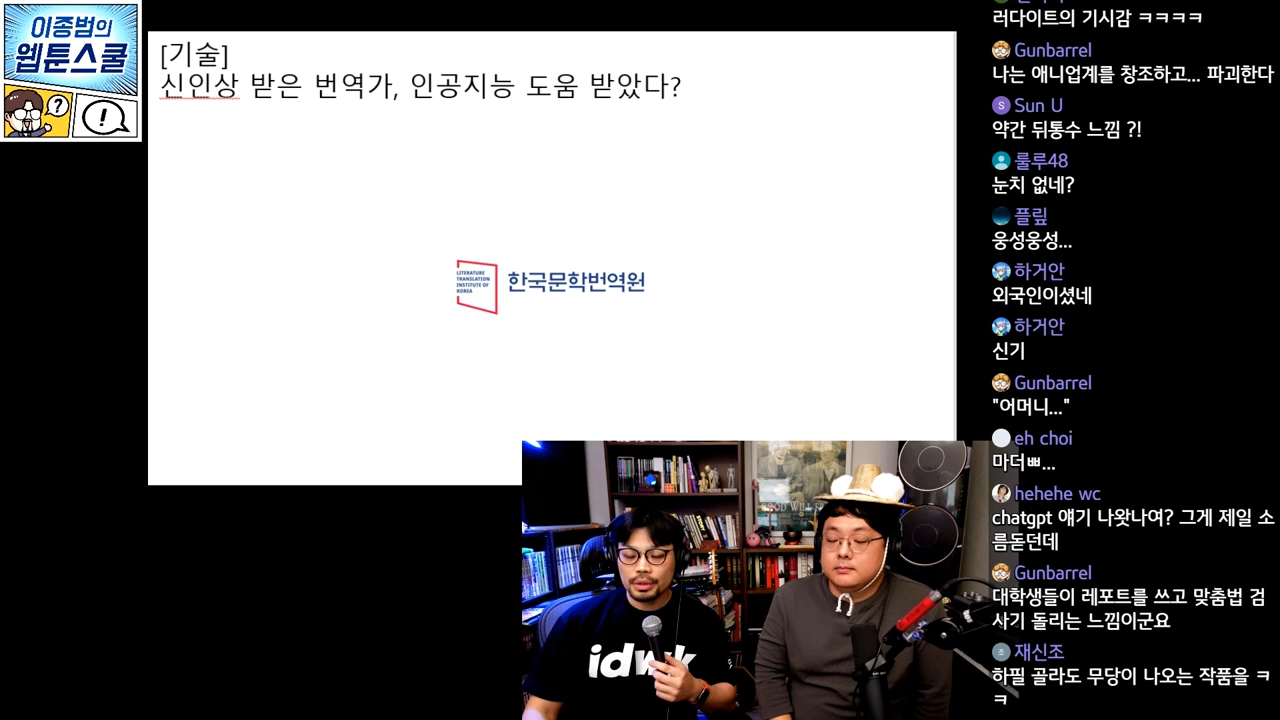 이종범의
웹툰스쿨
?
!
[기술]
신인상 받은 번역가, 인공지능 도움 받았다?
LITERATURE
TRANSLATION
INSTITUTE OF
KOREA
한국문학번역원
idwk
러다이트의 기시감 ㅋㅋㅋㅋ
Gunbarrel
나는 애니업계를 창조하고... 파괴한다
S Sun U
약간 뒤통수 느낌 ?!
룰루48
눈치 없네?
플맆
웅성웅성...
하거안
외국인이셨네
하거안
신기
Gunbarrel
"어머니..."
eh choi
마더ㅃ...
hehehe wc
chatgpt 얘기 나왓나여? 그게 제일 소
름돋던데
Gunbarrel
대학생들이 레포트를 쓰고 맞춤법 검
사기 돌리는 느낌이군요
조 재신조
하필 골라도 무당이 나오는 작품을 ㅋ
ㅋ